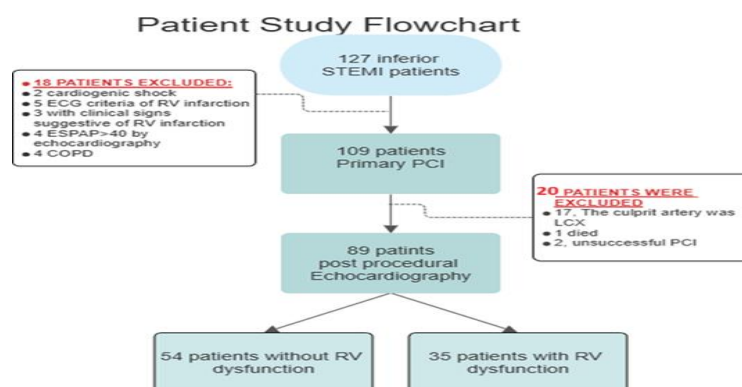 Patient Study Flowchart
127 inferior
STEMI patients
18 PATIENTS EXCLUDED:
2 cardiogenic shock
5 ECG criteria of RV infarction
3 with clinical signs
suggestive of RV infarction
4 ESPAP>40 by
echocardiography
4 COPD
109 patients
Primary PCI
20 PATIENTS WERE
EXCLUDED
17, The culprit artery was
LCX
1 died
2, unsuccessful PCI
89 patints
post procedural
Echocardiography
54 patients without RV
dysfunction
35 patients with RV
dysfunction